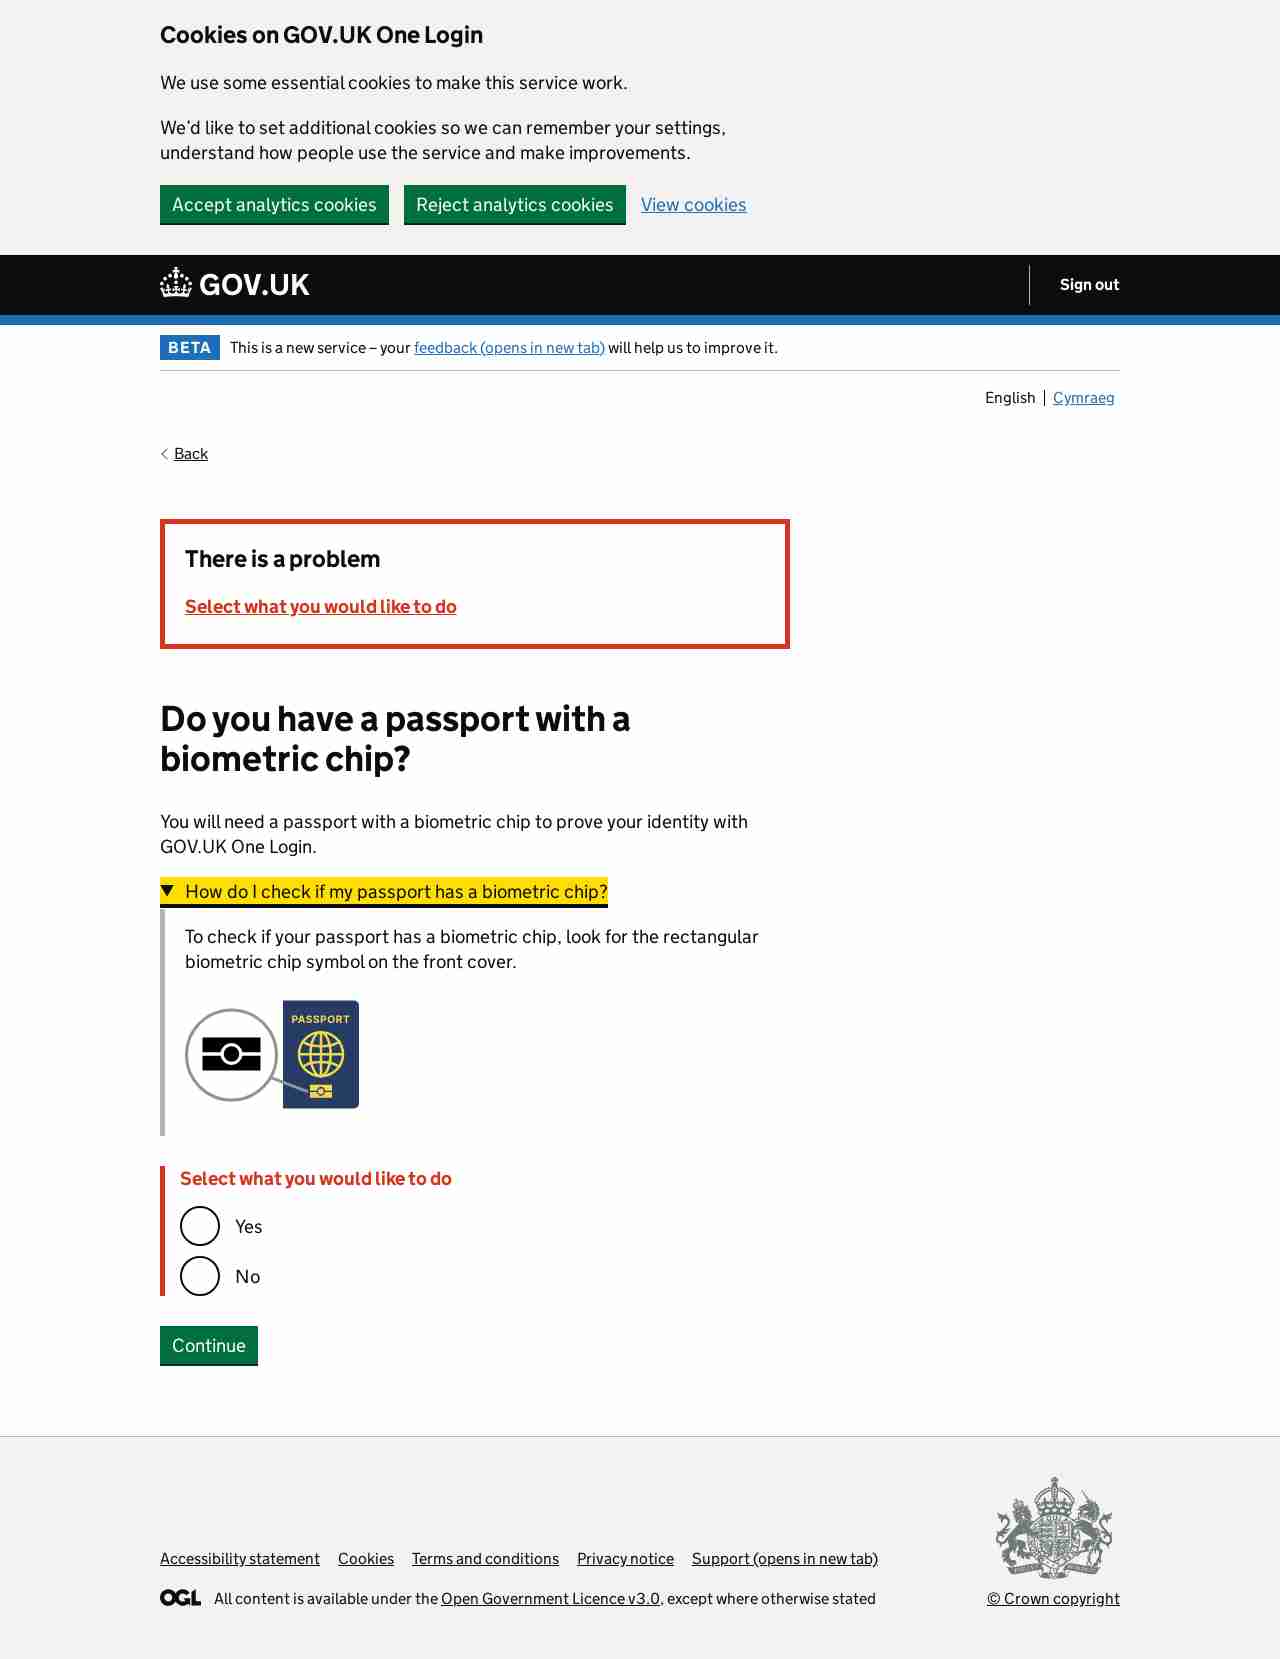 Cookies on GOV.UK One Login
We use some essential cookies to make this service work.
We’d like to set additional cookies so we can remember your settings,
understand how people use the service and make improvements.
Accept analytics cookies
Reject analytics cookies
View cookies
GOV.UK
Sign out
BETA
This is a new service – your feedback (opens in new tab) will help us to improve it.
English
Cymraeg
Back
There is a problem
Select what you would like to do
Do you have a passport with a
biometric chip?
You will need a passport with a biometric chip to prove your identity with
GOV.UK One Login.
How do I check if my passport has a biometric chip?
To check if your passport has a biometric chip, look for the rectangular
biometric chip symbol on the front cover.
PASSPORT
Select what you would like to do
Yes
No
Continue
Accessibility statement
Cookies
Terms and conditions
Privacy notice
Support (opens in new tab)
OGL
All content is available under the Open Government Licence v3.0, except where otherwise stated
© Crown copyright